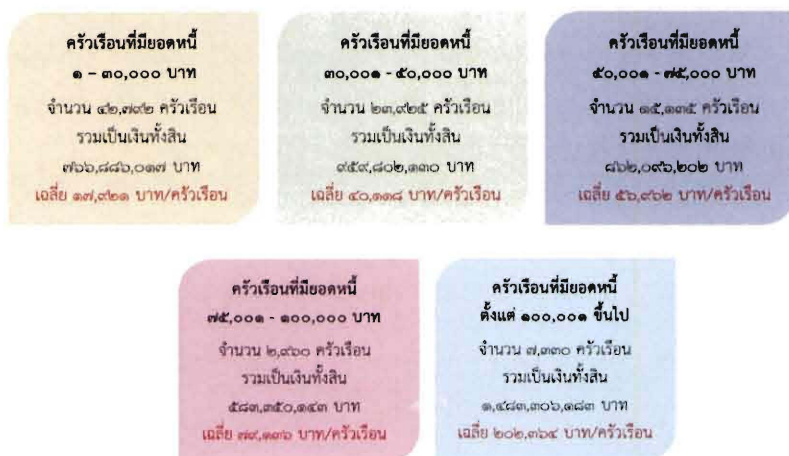 ครัวเรือนที่มียอดหนี้
๑ – ๓๐,๐๐๐ บาท
จำนวน ๔๒,๗๙๒ ครัวเรือน
รวมเป็นเงินทั้งสิน
๗๖๖,๘๘๖,๐๑๗ บาท
เฉลี่ย ๑๗,๙๒๑ บาท/ครัวเรือน
ครัวเรือนที่มียอดหนี้
๓๐,๐๐๑ - ๕๐,๐๐๐ บาท
จำนวน ๒๓,๙๒๕ ครัวเรือน
รวมเป็นเงินทั้งสิน
๙๕๙,๘๐๒,๑๓๐ บาท
เฉลี่ย ๔๐,๑๑๘ บาท/ครัวเรือน
ครัวเรือนที่มียอดหนี้
๕๐,๐๐๑ - ๗๕,๐๐๐ บาท
จำนวน ๑๕,๑๓๕ ครัวเรือน
รวมเป็นเงินทั้งสิน
๘๖๒,๐๙๖,๒๐๒ บาท
เฉลี่ย ๕๖,๙๖๒ บาท/ครัวเรือน
ครัวเรือนที่มียอดหนี้
๗๕,๐๐๑ - ๑๐๐,๐๐๐ บาท
จำนวน ๒,๙๖๐ ครัวเรือน
รวมเป็นเงินทั้งสิน
๕๘๓,๓๕๐,๑๔๓ บาท
เฉลี่ย ๗๙,๑๓๖ บาท/ครัวเรือน
ครัวเรือนที่มียอดหนี้
ตั้งแต่ ๑๐๐,๐๐๑ ขึ้นไป
จำนวน ๗,๓๓๐ ครัวเรือน
รวมเป็นเงินทั้งสิน
๑,๔๘๓,๓๐๖,๑๘๓ บาท
เฉลี่ย ๒๐๒,๓๖๔ บาท/ครัวเรือน